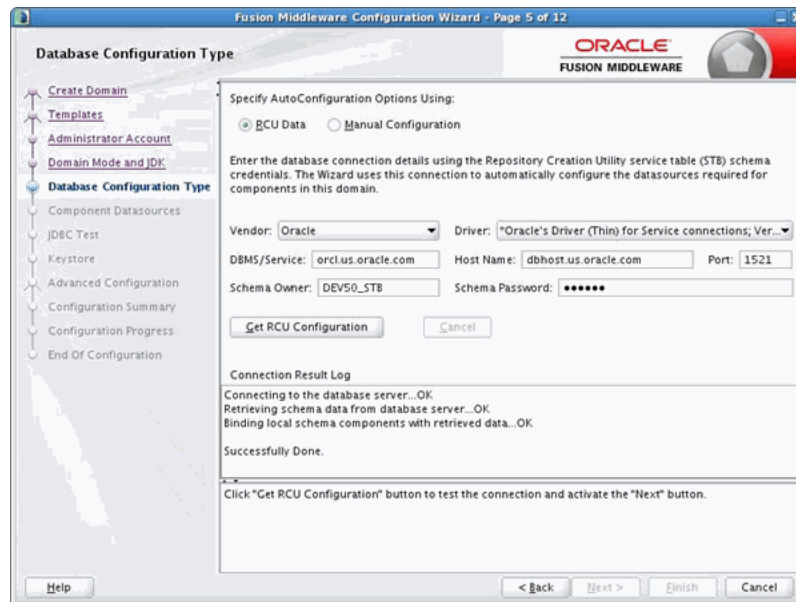 Fusion Middleware Configuration Wizard - Page 5 of 12
Database Configuration Type
ORACLE
FUSION MIDDLEWARE
Create Domain
Templates
Administrator Account
Domain Mode and JDK
Database Configuration Type
Component Datasources
JDBC Test
Keystore
Advanced Configuration
Configuration Summary
Configuration Progress
End Of Configuration
Specify AutoConfiguration Options Using:
RCU Data Manual Configuration
Enter the database connection details using the Repository Creation Utility service table (STB) schema
credentials. The Wizard uses this connection to automatically configure the datasources required for
components in this domain.
Vendor: Oracle Driver: *Oracle's Driver (Thin) for Service connections; Ver...
DBMS/Service: orcl.us.oracle.com Host Name: dbhost.us.oracle.com Port: 1521
Schema Owner: DEV50_STB Schema Password: ••••••
Get RCU Configuration Cancel
Connection Result Log
Connecting to the database server...OK
Retrieving schema data from database server...OK
Binding local schema components with retrieved data...OK
Successfully Done.
Click "Get RCU Configuration" button to test the connection and activate the "Next" button.
Help < Back Next > Finish Cancel